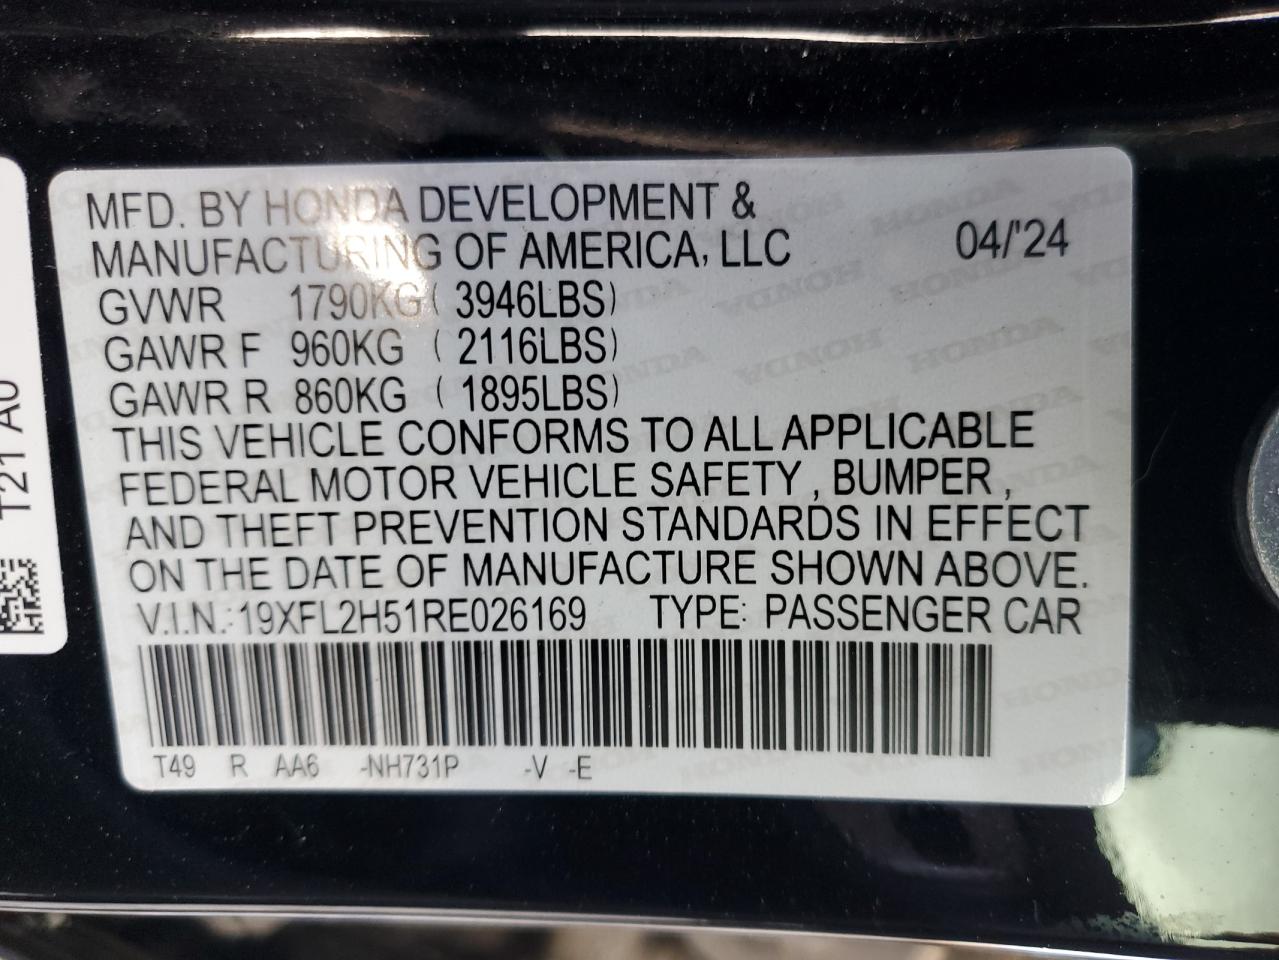 MFD. BY HONDA DEVELOPMENT &
MANUFACTURING OF AMERICA, LLC 04/'24
GVWR 1790KG ( 3946LBS)
GAWR F 960KG ( 2116LBS)
GAWR R 860KG ( 1895LBS)
THIS VEHICLE CONFORMS TO ALL APPLICABLE
FEDERAL MOTOR VEHICLE SAFETY , BUMPER ,
AND THEFT PREVENTION STANDARDS IN EFFECT
ON THE DATE OF MANUFACTURE SHOWN ABOVE.
V.I.N.:19XFL2H51RE026169 TYPE: PASSENGER CAR
T49 R AA6 -NH731P -V -E
T21 A0